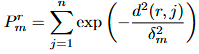 P_m^r = \sum_{j=1}^{n} \exp\left(-\frac{d^2(r,j)}{\delta_m^2}\right)